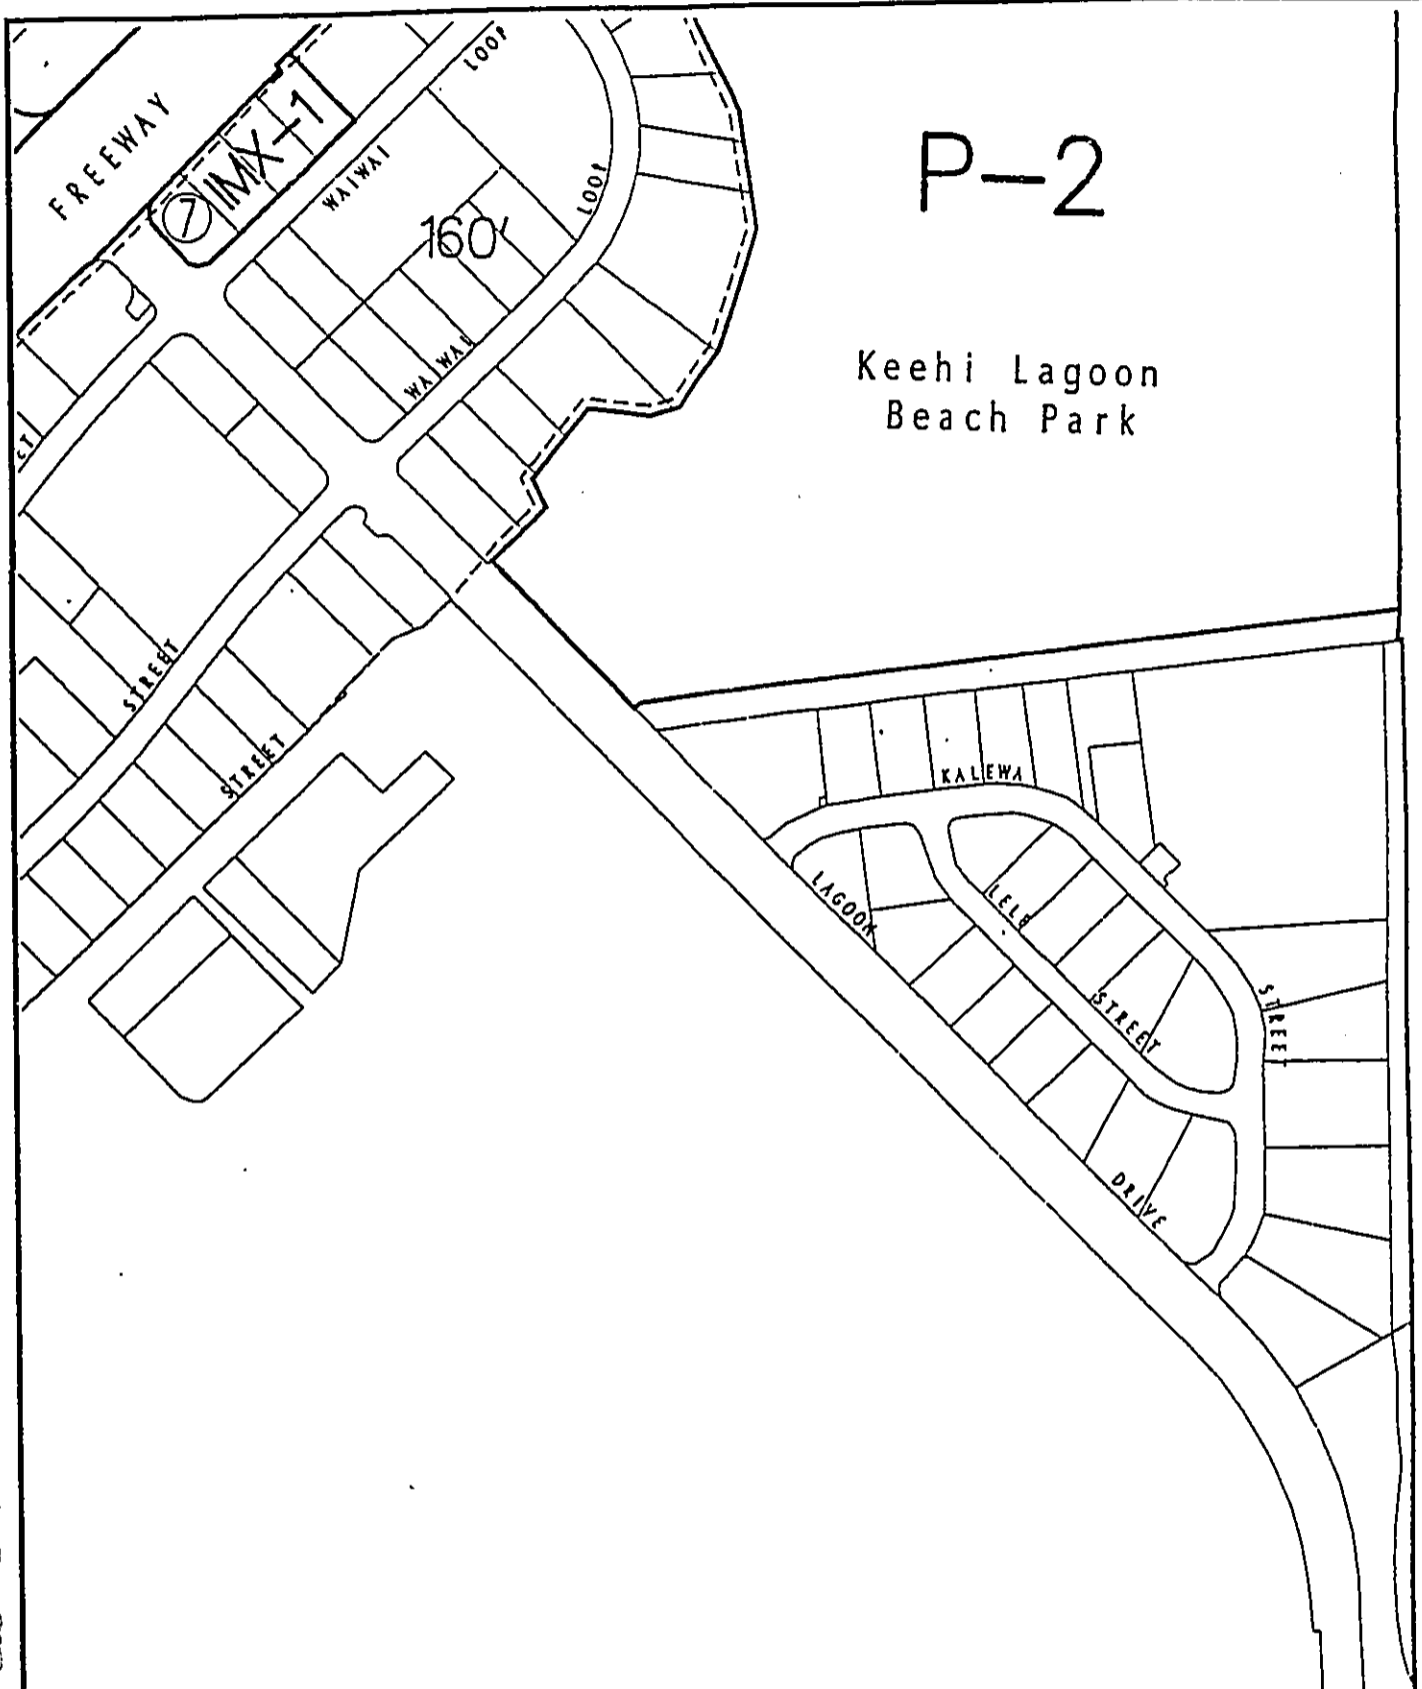 FREEWAY
7 IMX-1
WAIWAI
LOOP
LOOP
160'
WAIWAI
P-2
Keehi Lagoon
Beach Park
STREET
STREET
KALEWA
LAGOON
LELE
STREET
STREET
DRIVE